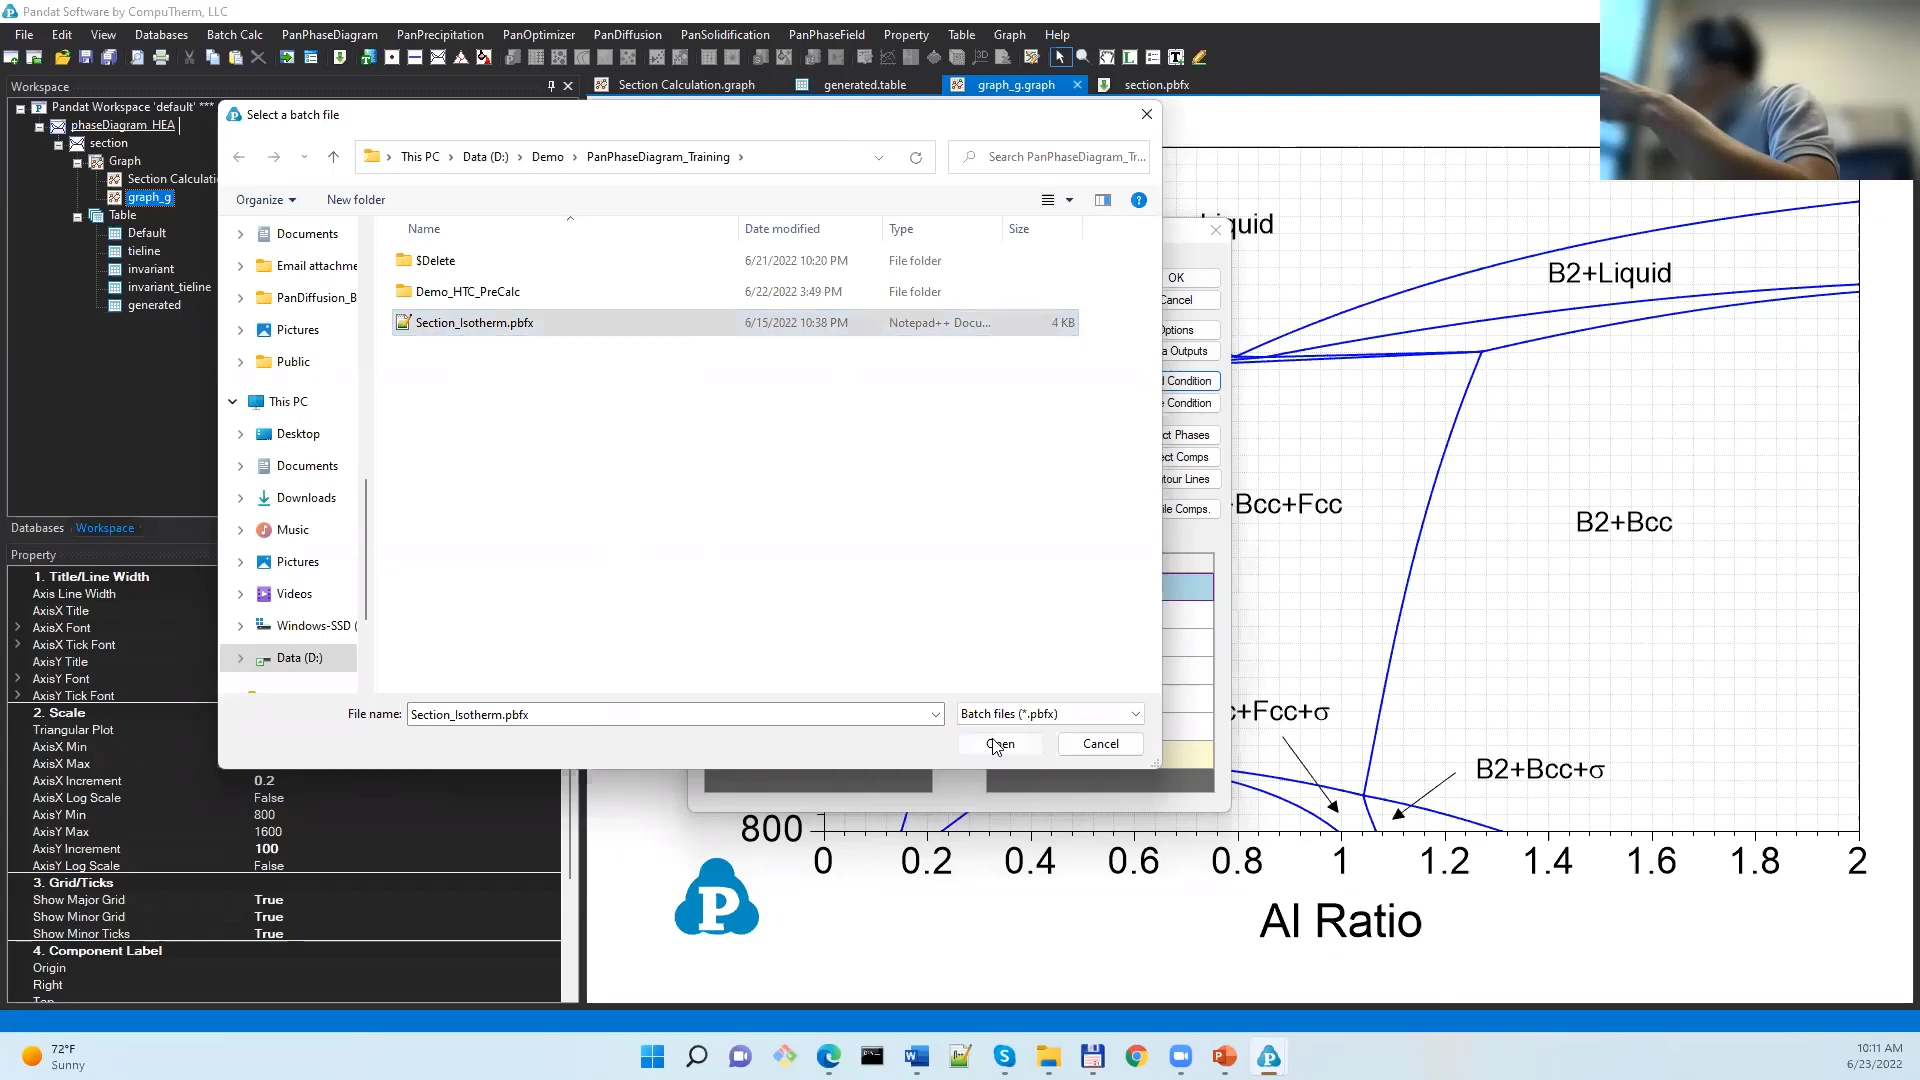 Pandat Software by CompuTherm, LLC
File Edit View Databases Batch Calc PanPhaseDiagram PanPrecipitation PanOptimizer PanDiffusion PanSolidification PanPhaseField Property Table Graph Help
Workspace
Section Calculation.graph generated.table graph_g.graph section.pbfx
Pandat Workspace 'default' ***
phaseDiagram_HEA
section
Graph
Section Calculati
graph_g
Table
Default
tieline
invariant
invariant_tieline
generated
Databases Workspace
Select a batch file
This PC Data (D:) Demo PanPhaseDiagram_Training
Search PanPhaseDiagram_Tr...
Organize New folder
Documents
Email attachme
PanDiffusion_B
Pictures
Public
This PC
Desktop
Documents
Downloads
Music
Pictures
Videos
Windows-SSD (
Data (D:)
Name Date modified Type Size
$Delete 6/21/2022 10:20 PM File folder
Demo_HTC_PreCalc 6/22/2022 3:49 PM File folder
Section_Isotherm.pbfx 6/15/2022 10:38 PM Notepad++ Docu... 4 KB
File name: Section_Isotherm.pbfx Batch files (*.pbfx)
Open Cancel
OK
Cancel
Options
a Outputs
d Condition
e Condition
ct Phases
ect Comps
tour Lines
ile Comps.
Property
1. Title/Line Width
Axis Line Width
AxisX Title
AxisX Font
AxisX Tick Font
AxisY Title
AxisY Font
AxisY Tick Font
2. Scale
Triangular Plot
AxisX Min
AxisX Max
AxisX Increment 0.2
AxisX Log Scale False
AxisY Min 800
AxisY Max 1600
AxisY Increment 100
AxisY Log Scale False
3. Grid/Ticks
Show Major Grid True
Show Minor Grid True
Show Minor Ticks True
4. Component Label
Origin
Right
Top
quid
B2+Liquid
Bcc+Fcc
B2+Bcc
c+Fcc+σ
B2+Bcc+σ
800
0 0.2 0.4 0.6 0.8 1 1.2 1.4 1.6 1.8 2
Al Ratio
P
72°F
Sunny
10:11 AM
6/23/2022